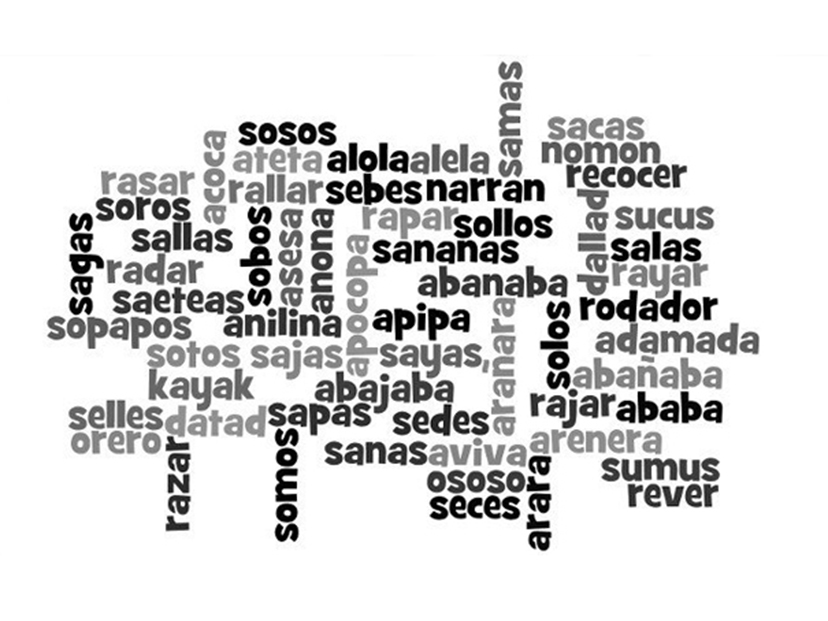 samas
sacas
sosos
acoca
nomon
ateta
alola
alela
recocer
rasar
rallar
sebes
narran
soros
rapar
sollos
dallad
sucus
sagas
sallas
sobos
asesa
anona
sananas
salas
radar
apocopa
abanaba
rayar
saeteas
rodador
sopapos
anilina
apipa
arañara
solos
adamada
sotos
sajas
sayas
kayak
abajaba
abañaba
selles
datad
sapas
sedes
rajar
ababa
orero
razar
somos
sanas
aviva
arenera
ososo
arara
sumus
seces
rever